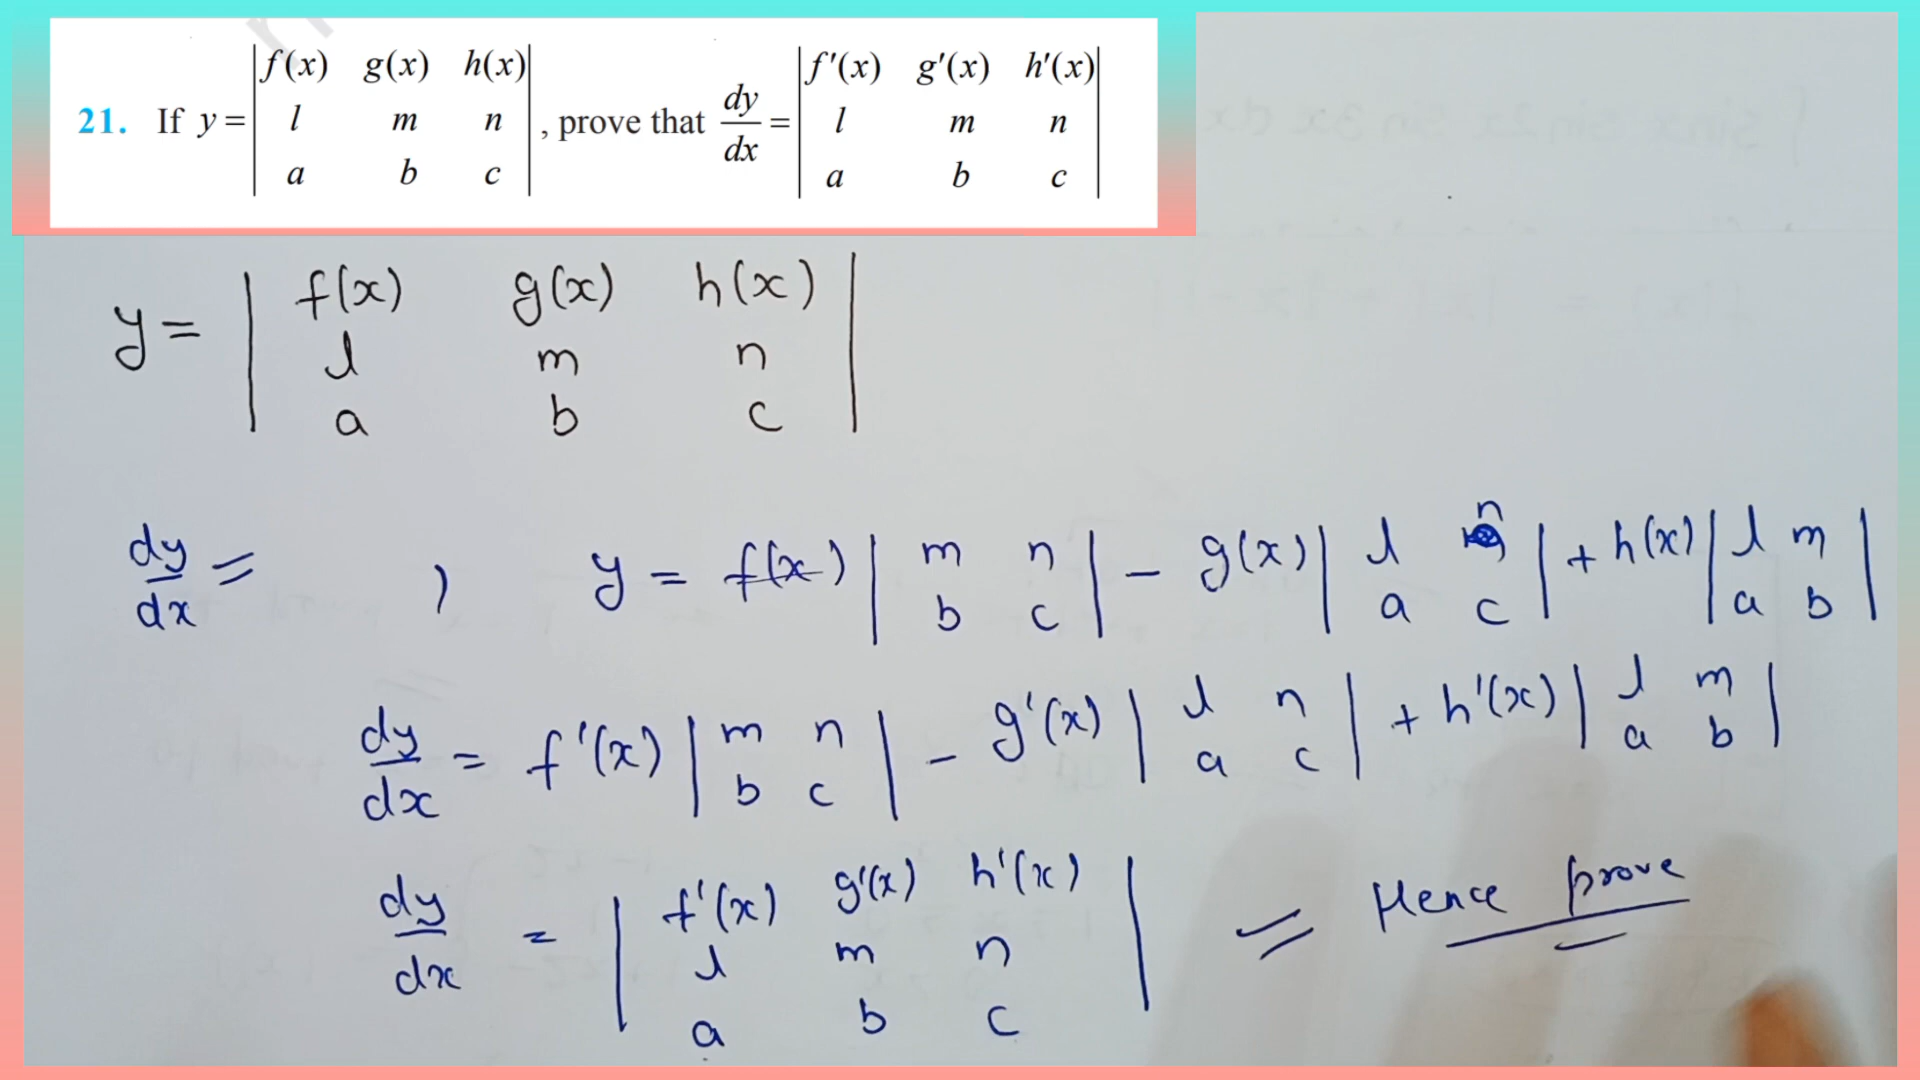 f(x) g(x) h(x) f'(x) g'(x) h'(x)
21. If y = l m n , prove that dy/dx = l m n
a b c a b c
f(x) g(x) h(x)
y = l m n
a b c
dy/dx = , y = f(x) | m n | - g(x) | l n | + h(x) | l m |
b c a c a b
dy/dx = f'(x) | m n | - g'(x) | l n | + h'(x) | l m |
b c a c a b
f'(x) g'(x) h'(x)
dy/dx = l m n = Hence prove
a b c